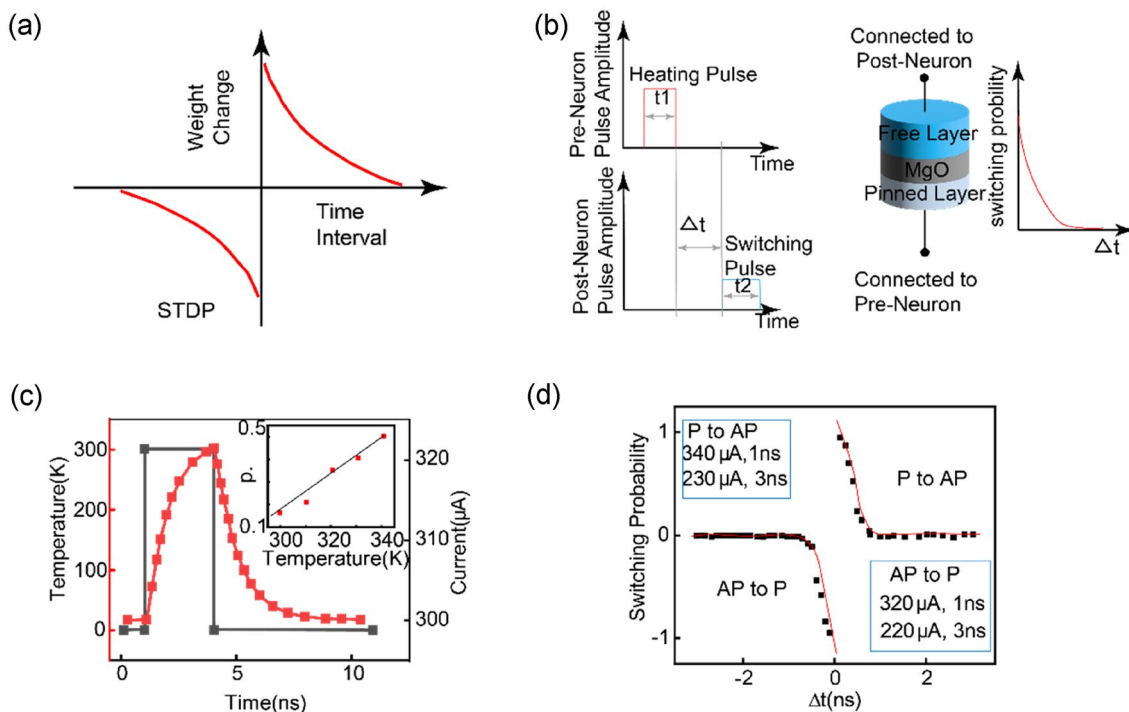 (a)
Weight
Change
Time
Interval
STDP
(b)
Pre-Neuron
Pulse Amplitude
Heating Pulse
t1
Time
Post-Neuron
Pulse Amplitude
Δt
Switching
Pulse
t2
Time
Connected to
Post-Neuron
Free Layer
MgO
Pinned Layer
Connected to
Pre-Neuron
switching probility
Δt
(c)
Temperature(K)
300
200
100
0
0
5
10
Time(ns)
320
310
300
Current(μA)
0.5
P.
0.1
300
320
340
Temperature(K)
(d)
Switching Probability
1
0
-1
P to AP
340 μA, 1ns
230 μA, 3ns
P to AP
AP to P
AP to P
320 μA, 1ns
220 μA, 3ns
-2
0
2
Δt(ns)